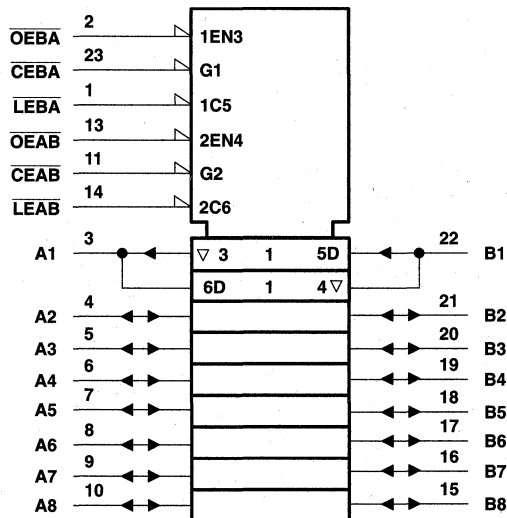 OEBA 2 1EN3
CEBA 23 G1
LEBA 1 1C5
OEAB 13 2EN4
CEAB 11 G2
LEAB 14 2C6
A1 3 ▽ 3 1 5D 22 B1
6D 1 4 ▽
A2 4 21 B2
A3 5 20 B3
A4 6 19 B4
A5 7 18 B5
A6 8 17 B6
A7 9 16 B7
A8 10 15 B8